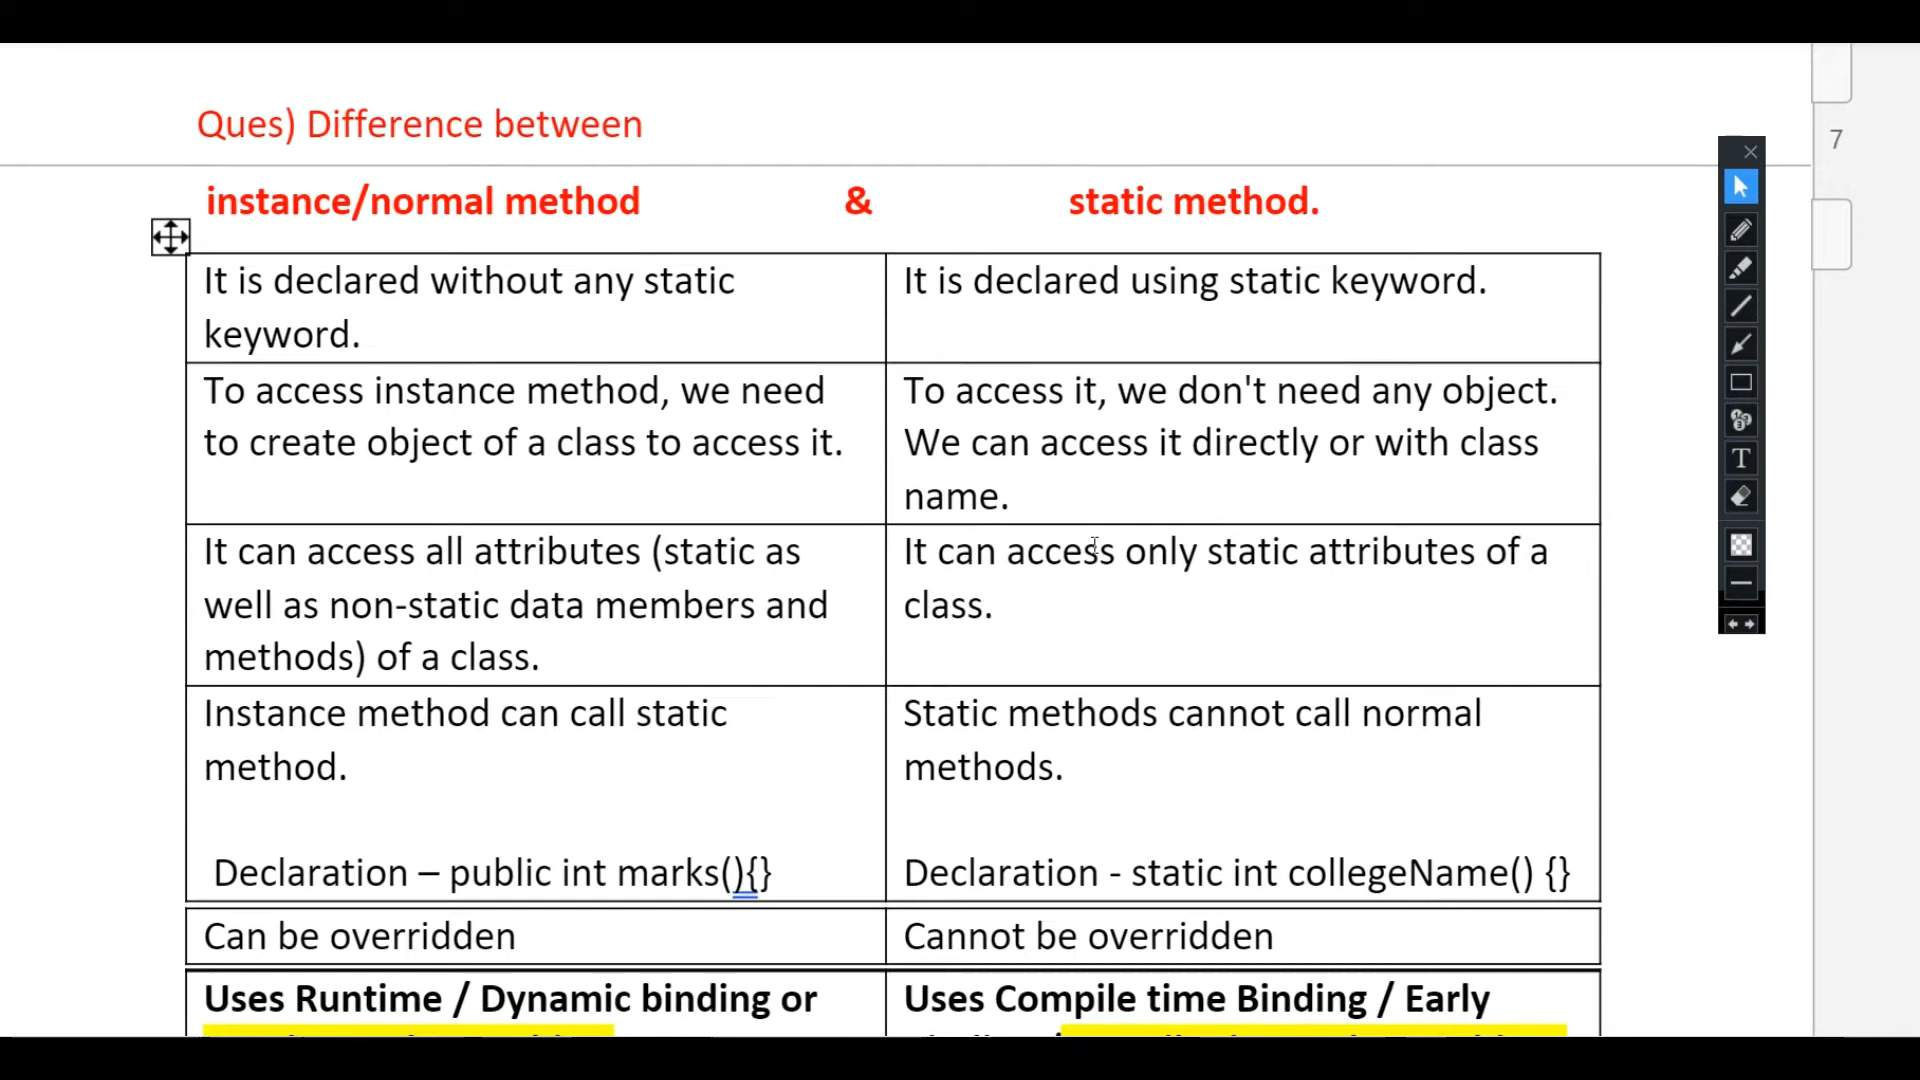 Ques) Difference between
7
instance/normal method & static method.
It is declared without any static
keyword.
It is declared using static keyword.
To access instance method, we need
to create object of a class to access it.
To access it, we don't need any object.
We can access it directly or with class
name.
It can access all attributes (static as
well as non-static data members and
methods) of a class.
It can access only static attributes of a
class.
Instance method can call static
method.
Declaration – public int marks(){}
Static methods cannot call normal
methods.
Declaration - static int collegeName() {}
Can be overridden
Cannot be overridden
Uses Runtime / Dynamic binding or
Uses Compile time Binding / Early
T